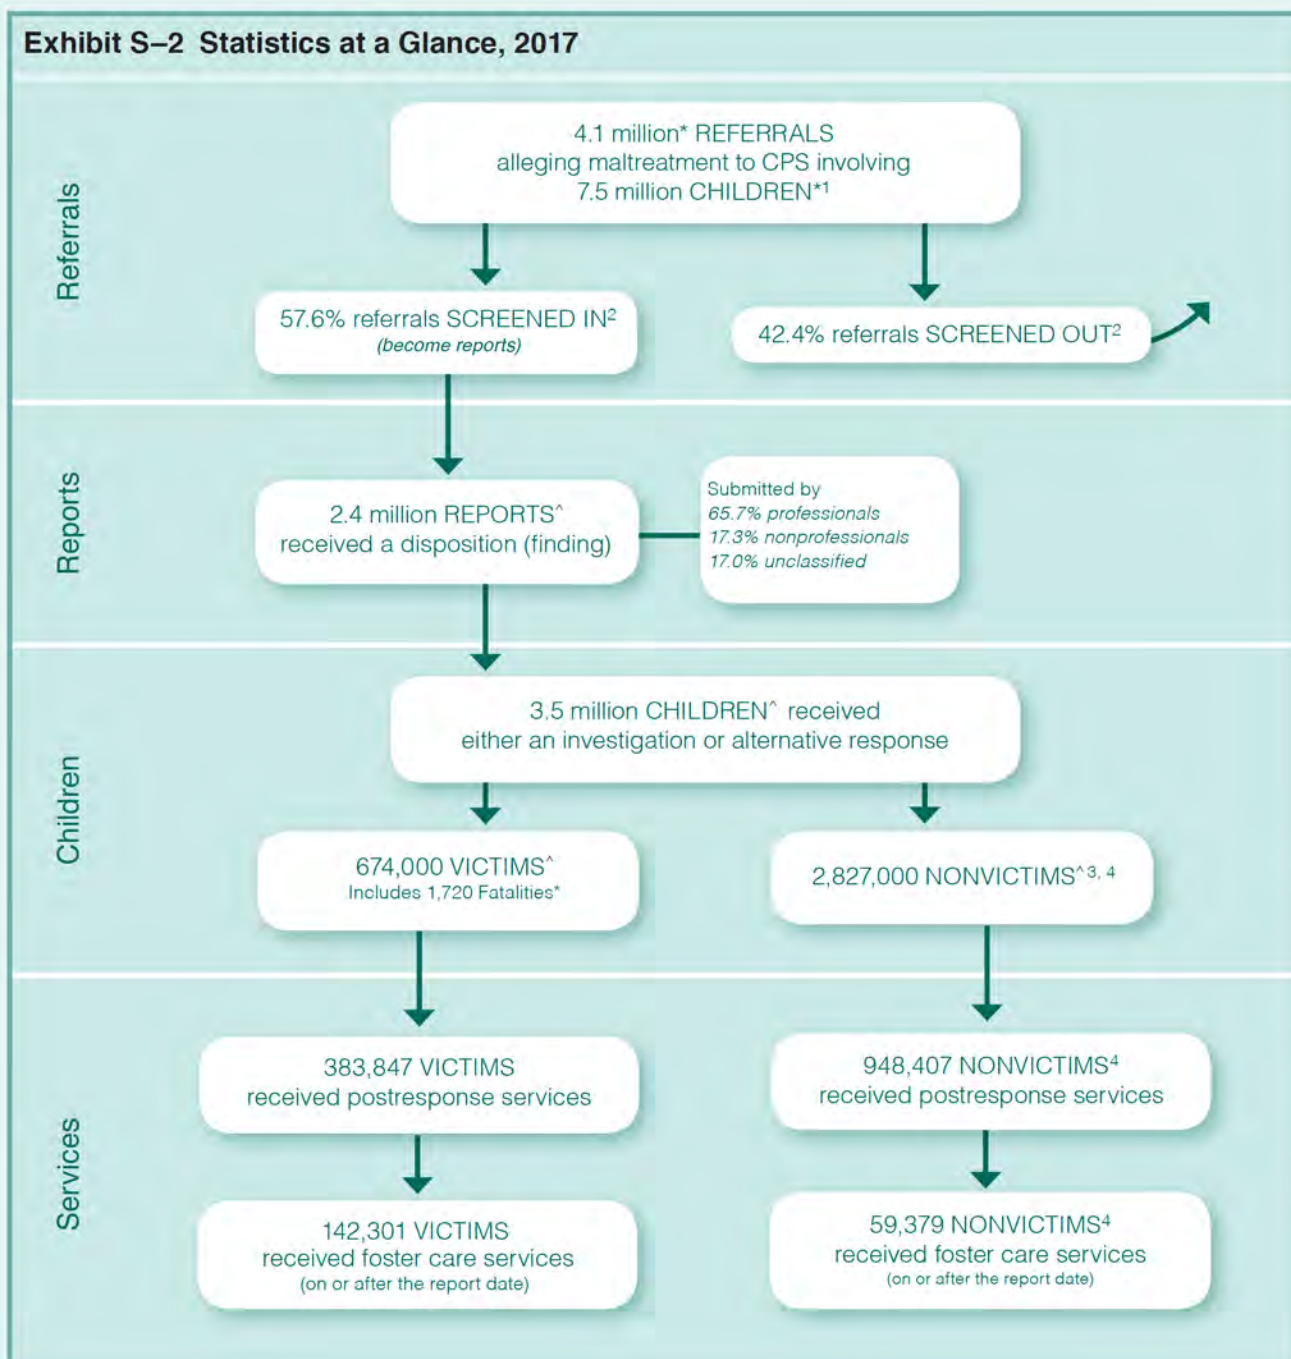 Exhibit S–2 Statistics at a Glance, 2017
Referrals
4.1 million* REFERRALS
alleging maltreatment to CPS involving
7.5 million CHILDREN*1
57.6% referrals SCREENED IN2
(become reports)
42.4% referrals SCREENED OUT2
Reports
2.4 million REPORTS^
received a disposition (finding)
Submitted by
65.7% professionals
17.3% nonprofessionals
17.0% unclassified
Children
3.5 million CHILDREN^ received
either an investigation or alternative response
674,000 VICTIMS^
Includes 1,720 Fatalities*
2,827,000 NONVICTIMS^ 3, 4
Services
383,847 VICTIMS
received postresponse services
948,407 NONVICTIMS4
received postresponse services
142,301 VICTIMS
received foster care services
(on or after the report date)
59,379 NONVICTIMS4
received foster care services
(on or after the report date)